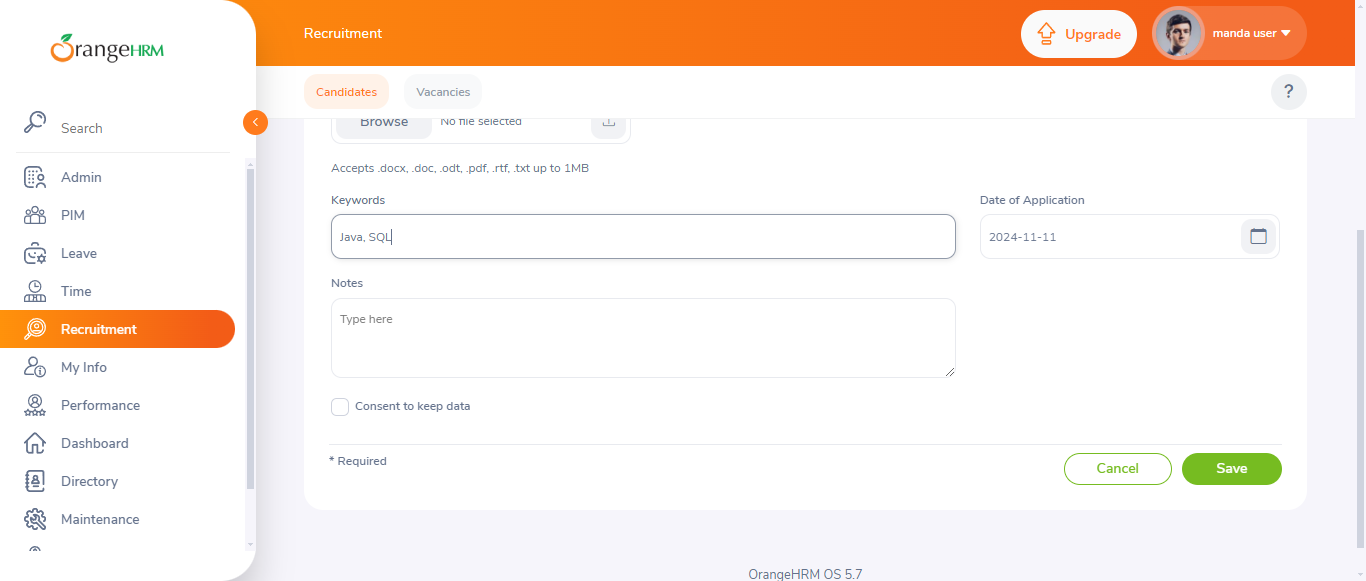 OrangeHRM
Search
Admin
PIM
Leave
Time
Recruitment
My Info
Performance
Dashboard
Directory
Maintenance
Recruitment
Upgrade
manda user
Candidates
Vacancies
?
Browse
No file selected
Accepts .docx, .doc, .odt, .pdf, .rtf, .txt up to 1MB
Keywords
Java, SQL
Date of Application
2024-11-11
Notes
Type here
Consent to keep data
* Required
Cancel
Save
OrangeHRM OS 5.7